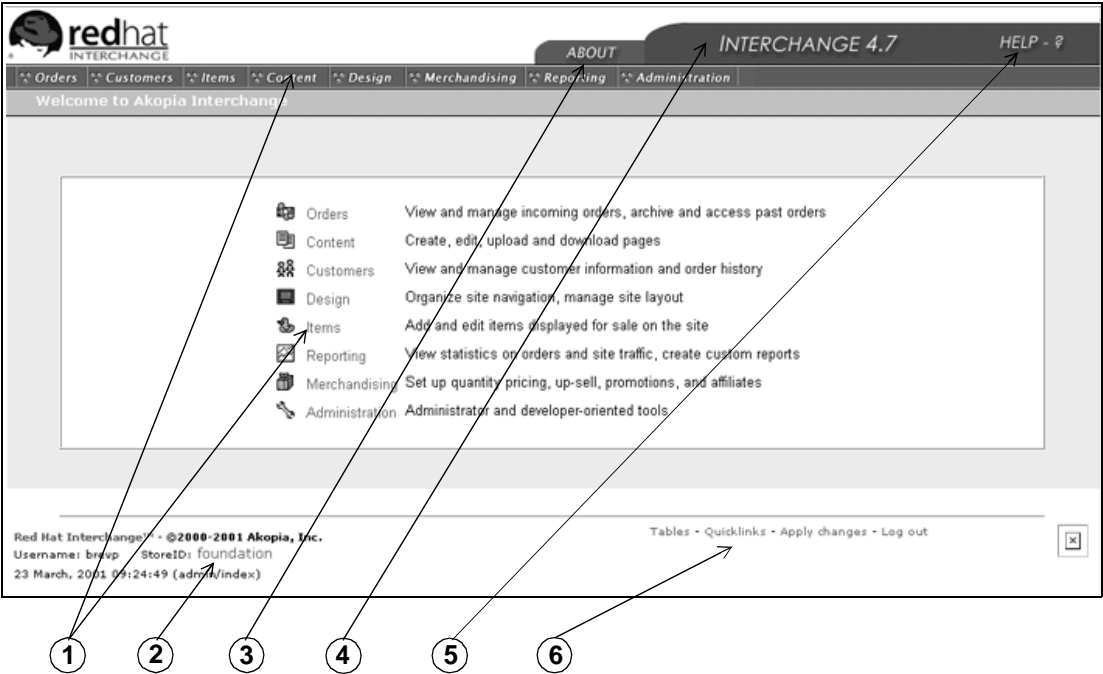 redhat
INTERCHANGE
ABOUT
INTERCHANGE 4.7
HELP - ?
Orders Customers Items Content Design Merchandising Reporting Administration
Welcome to Akopia Interchange
Orders View and manage incoming orders, archive and access past orders
Content Create, edit, upload and download pages
Customers View and manage customer information and order history
Design Organize site navigation, manage site layout
Items Add and edit items displayed for sale on the site
Reporting View statistics on orders and site traffic, create custom reports
Merchandising Set up quantity pricing, up-sell, promotions, and affiliates
Administration Administrator and developer-oriented tools
Red Hat Interchange™ - ©2000-2001 Akopia, Inc.
Tables - Quicklinks - Apply changes - Log out
Username: brevp StoreID: foundation
23 March, 2001 09:24:49 (admin/index)
1 2 3 4 5 6